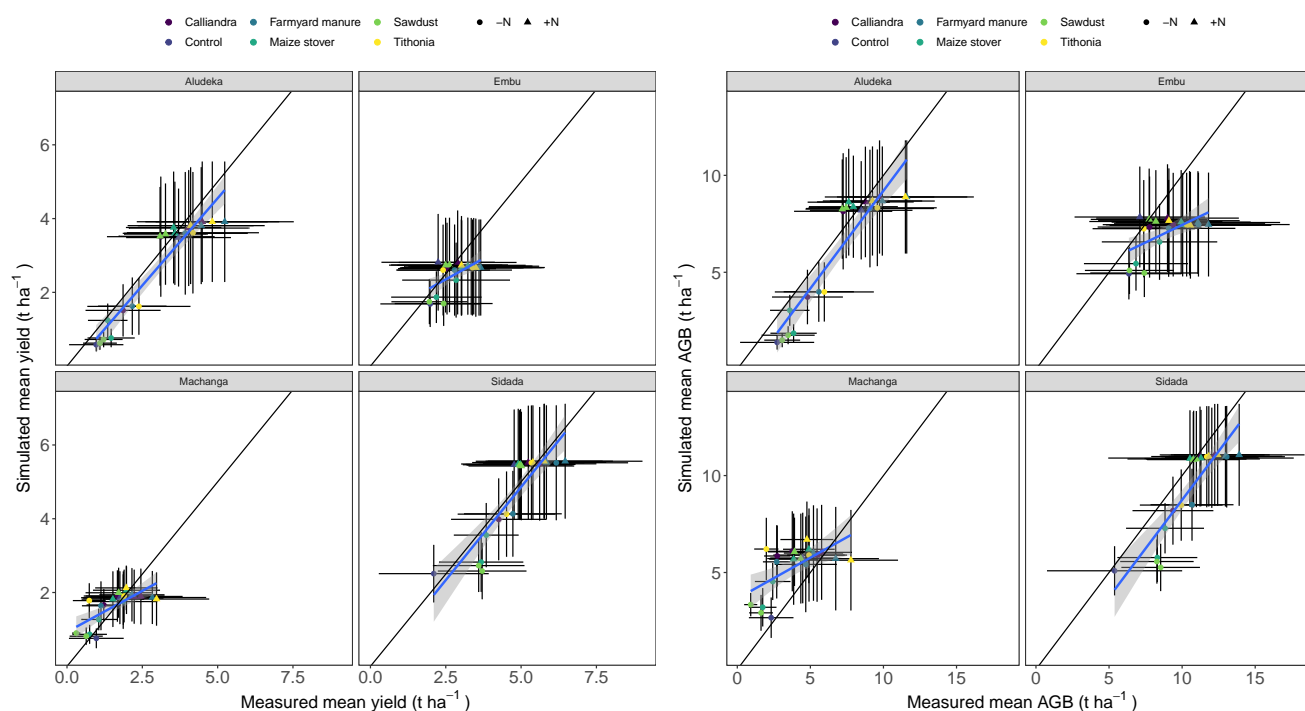 Calliandra Farmyard manure Sawdust −N +N
Control Maize stover Tithonia
Aludeka Embu
Machanga Sidada
6
4
2
6
4
2
0.0 2.5 5.0 7.5 0.0 2.5 5.0 7.5
Simulated mean yield (t ha⁻¹)
Measured mean yield (t ha⁻¹)
Calliandra Farmyard manure Sawdust −N +N
Control Maize stover Tithonia
Aludeka Embu
Machanga Sidada
10
5
10
5
0 5 10 15 0 5 10 15
Simulated mean AGB (t ha⁻¹)
Measured mean AGB (t ha⁻¹)